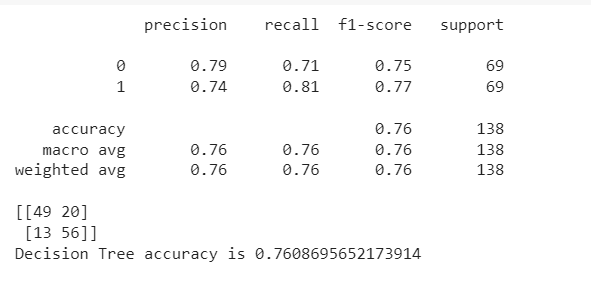 precision recall f1-score support
0 0.79 0.71 0.75 69
1 0.74 0.81 0.77 69
accuracy 0.76 138
macro avg 0.76 0.76 0.76 138
weighted avg 0.76 0.76 0.76 138
[[49 20]
[13 56]]
Decision Tree accuracy is 0.7608695652173914